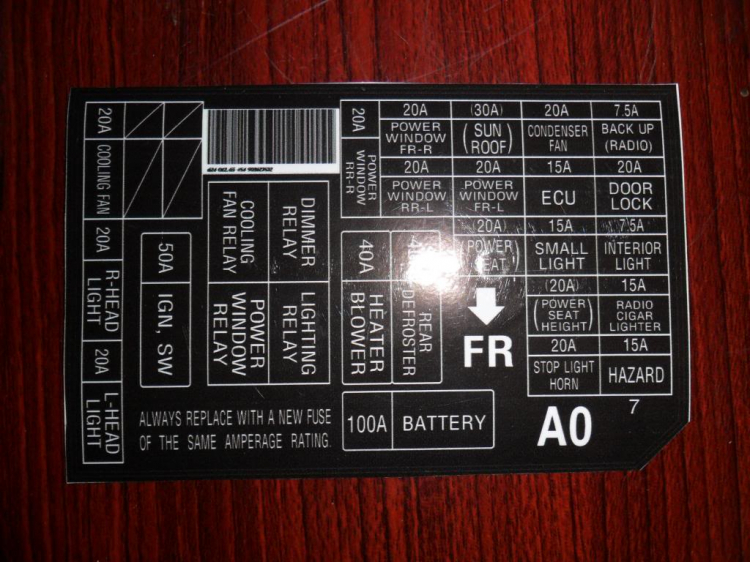 20A
COOLING FAN
20A
R-HEAD
LIGHT
20A
L-HEAD
LIGHT
COOLING
FAN RELAY
DIMMER
RELAY
50A
IGN. SW
POWER
WINDOW
RELAY
LIGHTING
RELAY
20A
POWER
WINDOW
RR-R
20A
POWER
WINDOW
FR-R
(30A)
(SUN
ROOF)
20A
CONDENSER
FAN
7.5A
BACK UP
(RADIO)
20A
POWER
WINDOW
RR-L
20A
POWER
WINDOW
FR-L
15A
ECU
20A
DOOR
LOCK
(20A)
(POWER
SEAT)
15A
SMALL
LIGHT
7.5A
INTERIOR
LIGHT
(20A)
(POWER
SEAT
HEIGHT)
15A
RADIO
CIGAR
LIGHTER
20A
STOP LIGHT
HORN
15A
HAZARD
40A
HEATER
BLOWER
REAR
DEFROSTER
FR
100A
BATTERY
A0
7
ALWAYS REPLACE WITH A NEW FUSE
OF THE SAME AMPERAGE RATING.